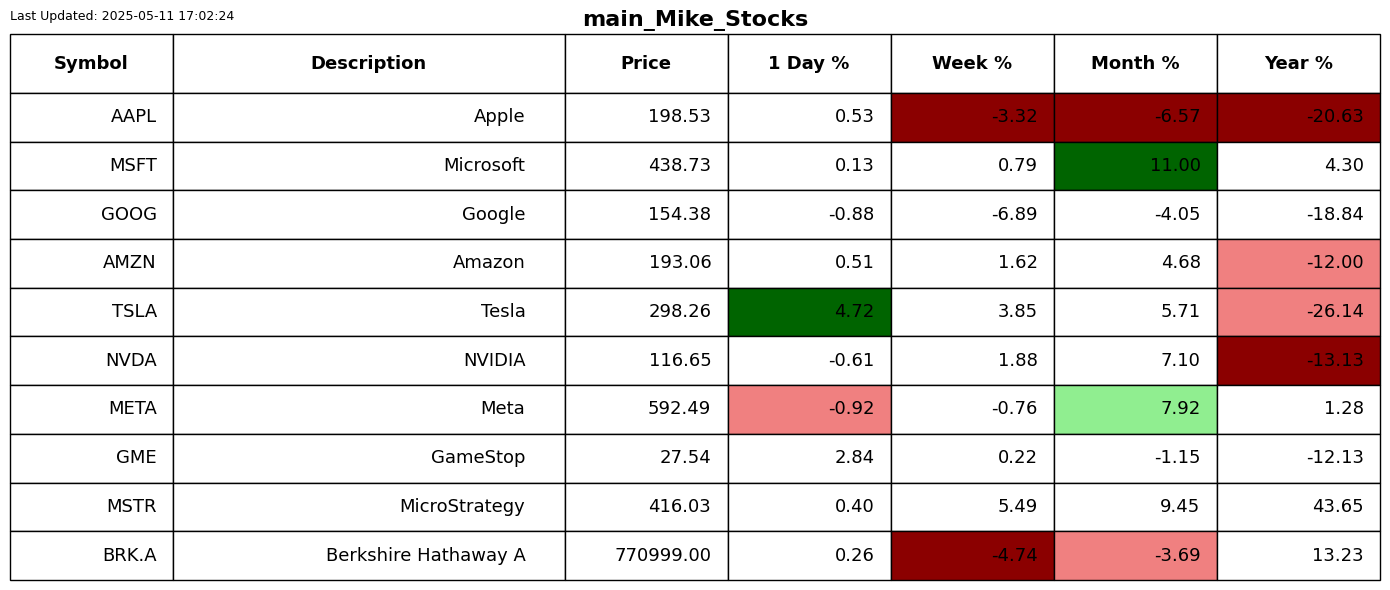 Last Updated: 2025-05-11 17:02:24
main_Mike_Stocks
Symbol Description Price 1 Day % Week % Month % Year %
AAPL Apple 198.53 0.53 -3.32 -6.57 -20.63
MSFT Microsoft 438.73 0.13 0.79 11.00 4.30
GOOG Google 154.38 -0.88 -6.89 -4.05 -18.84
AMZN Amazon 193.06 0.51 1.62 4.68 -12.00
TSLA Tesla 298.26 4.72 3.85 5.71 -26.14
NVDA NVIDIA 116.65 -0.61 1.88 7.10 -13.13
META Meta 592.49 -0.92 -0.76 7.92 1.28
GME GameStop 27.54 2.84 0.22 -1.15 -12.13
MSTR MicroStrategy 416.03 0.40 5.49 9.45 43.65
BRK.A Berkshire Hathaway A 770999.00 0.26 -4.74 -3.69 13.23